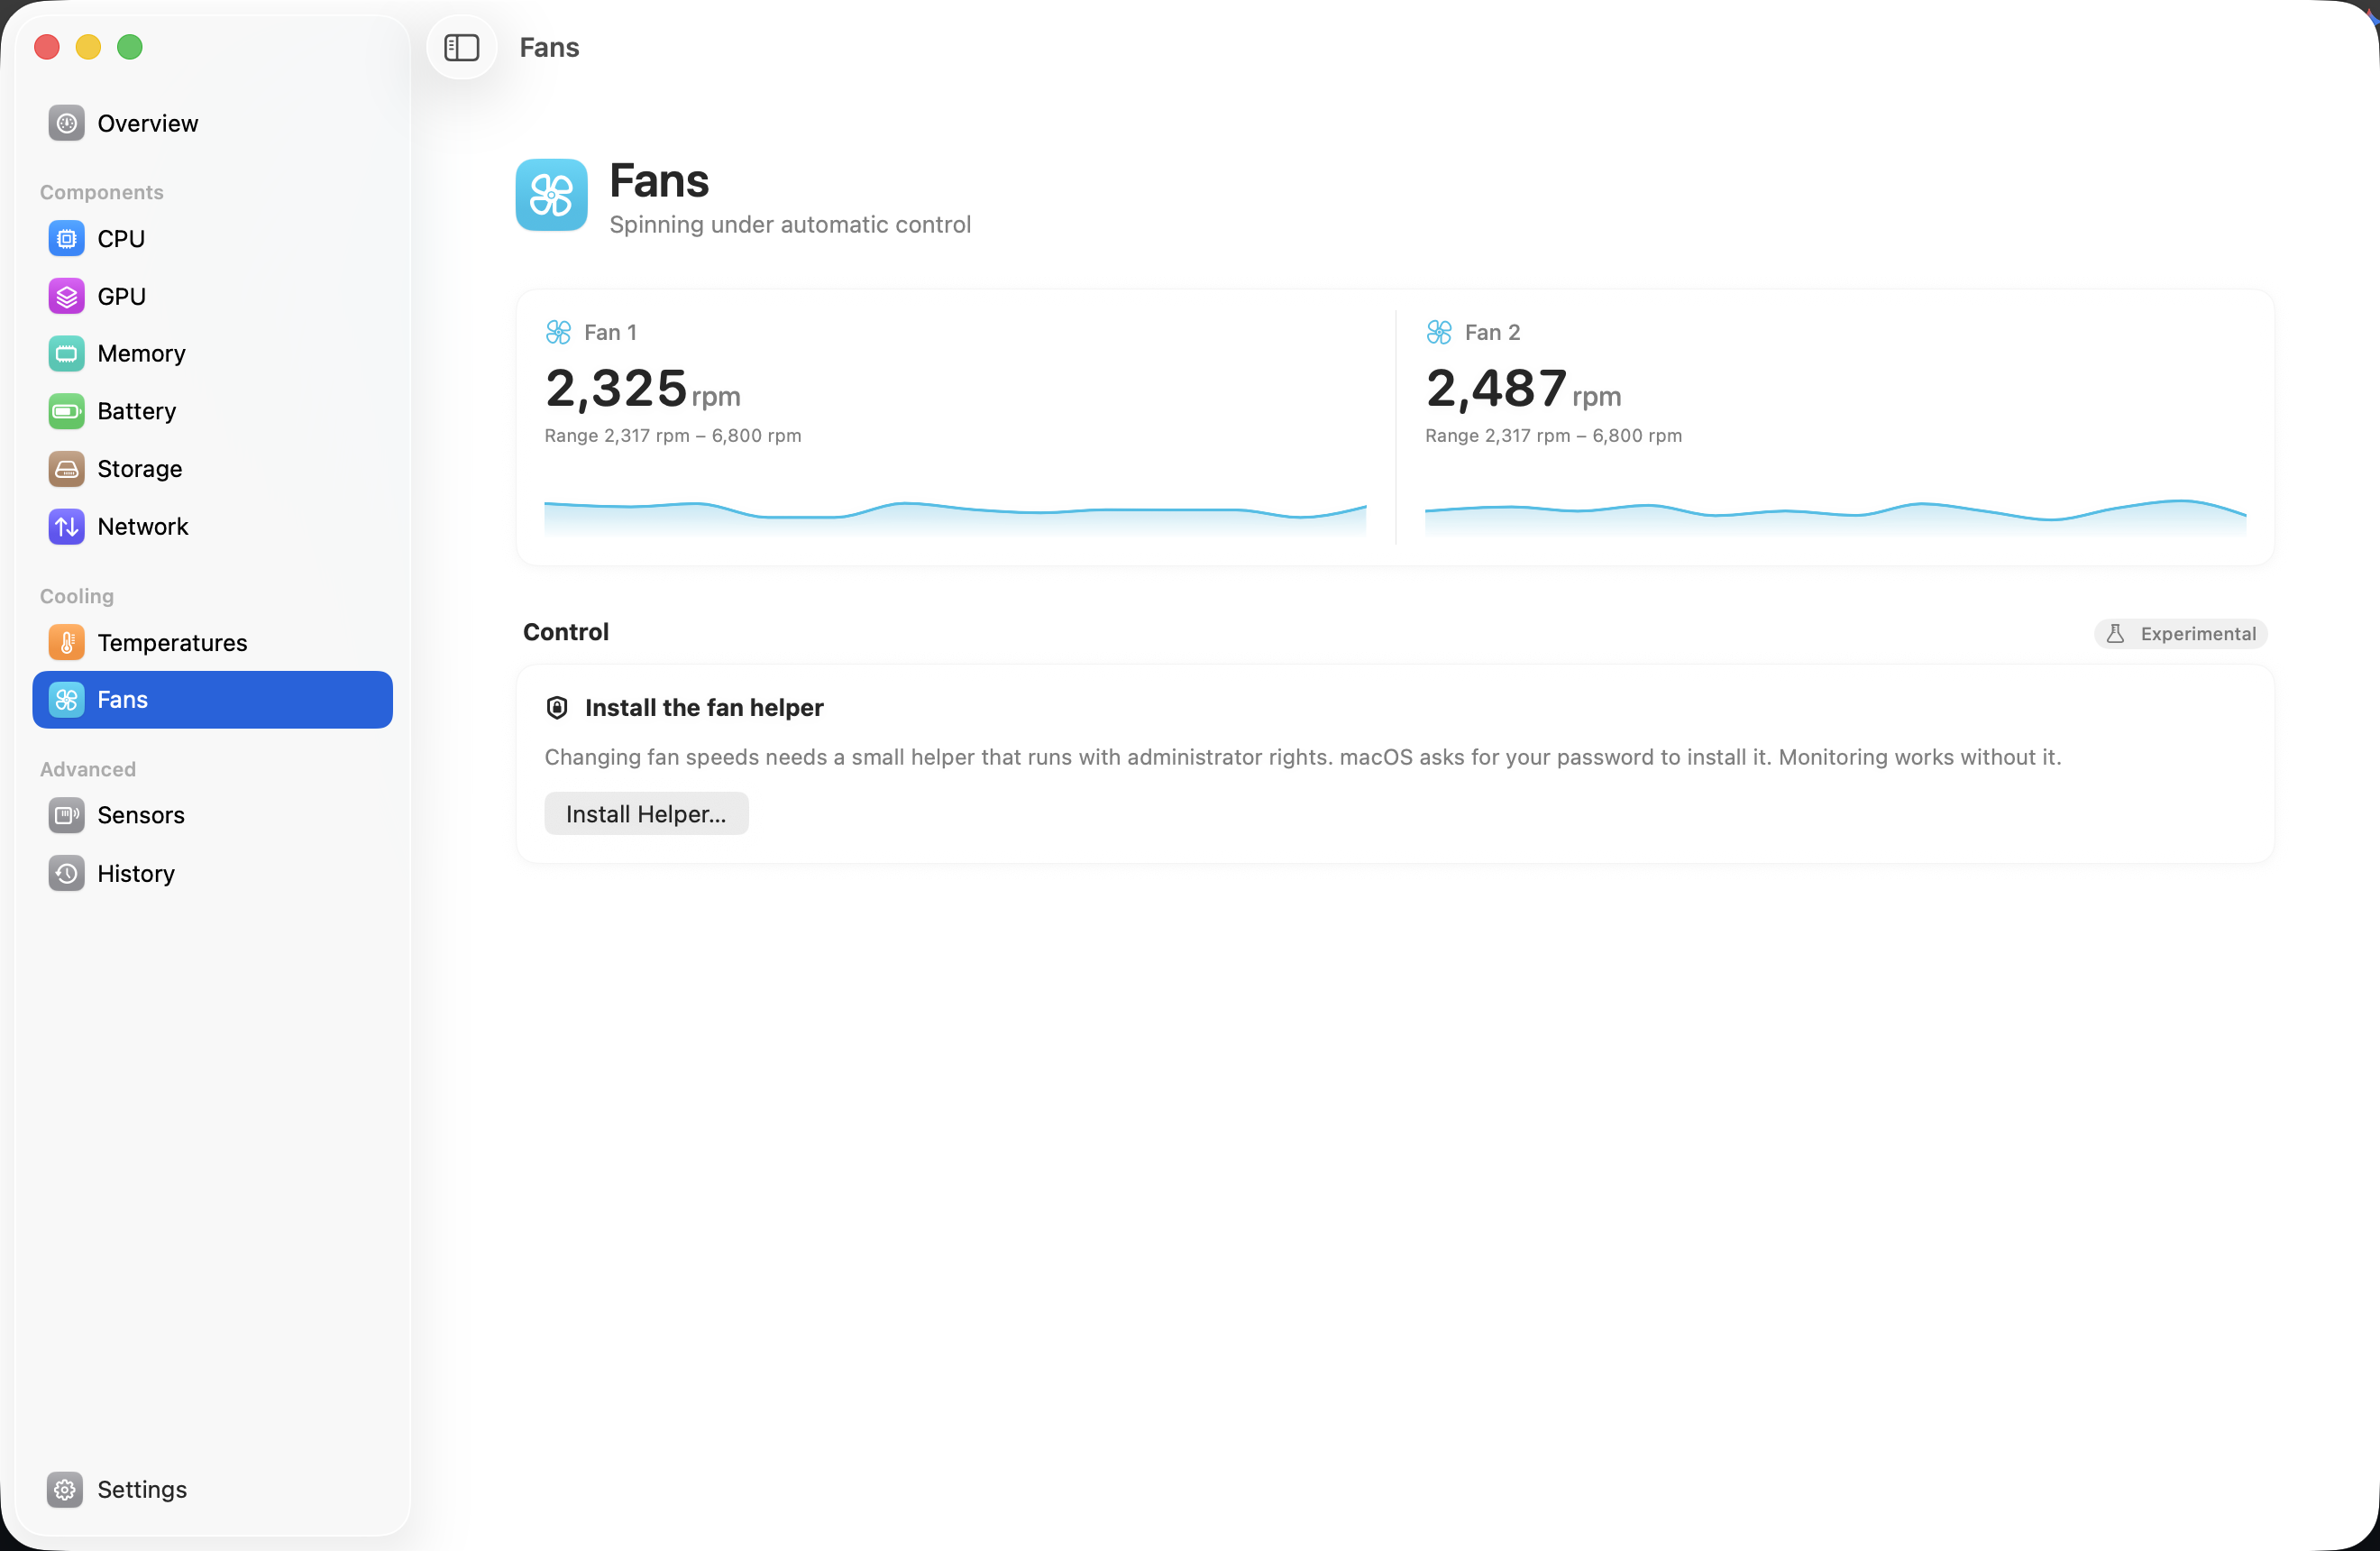 Fans
Overview
Components
CPU
GPU
Memory
Battery
Storage
Network
Cooling
Temperatures
Fans
Advanced
Sensors
History
Settings
Fans
Spinning under automatic control
Fan 1
2,325 rpm
Range 2,317 rpm – 6,800 rpm
Fan 2
2,487 rpm
Range 2,317 rpm – 6,800 rpm
Control
Experimental
Install the fan helper
Changing fan speeds needs a small helper that runs with administrator rights. macOS asks for your password to install it. Monitoring works without it.
Install Helper...